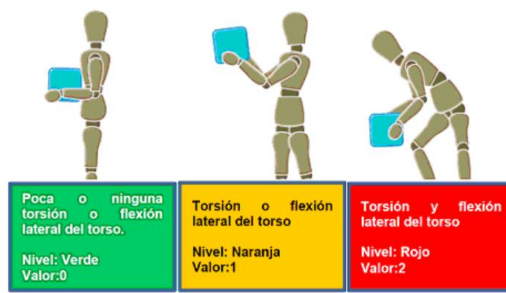 Poca o ninguna
torsión o flexión
lateral del torso.
Nivel: Verde
Valor:0
Torsión o flexión
lateral del torso
Nivel: Naranja
Valor:1
Torsión y flexión
lateral del torso
Nivel: Rojo
Valor:2